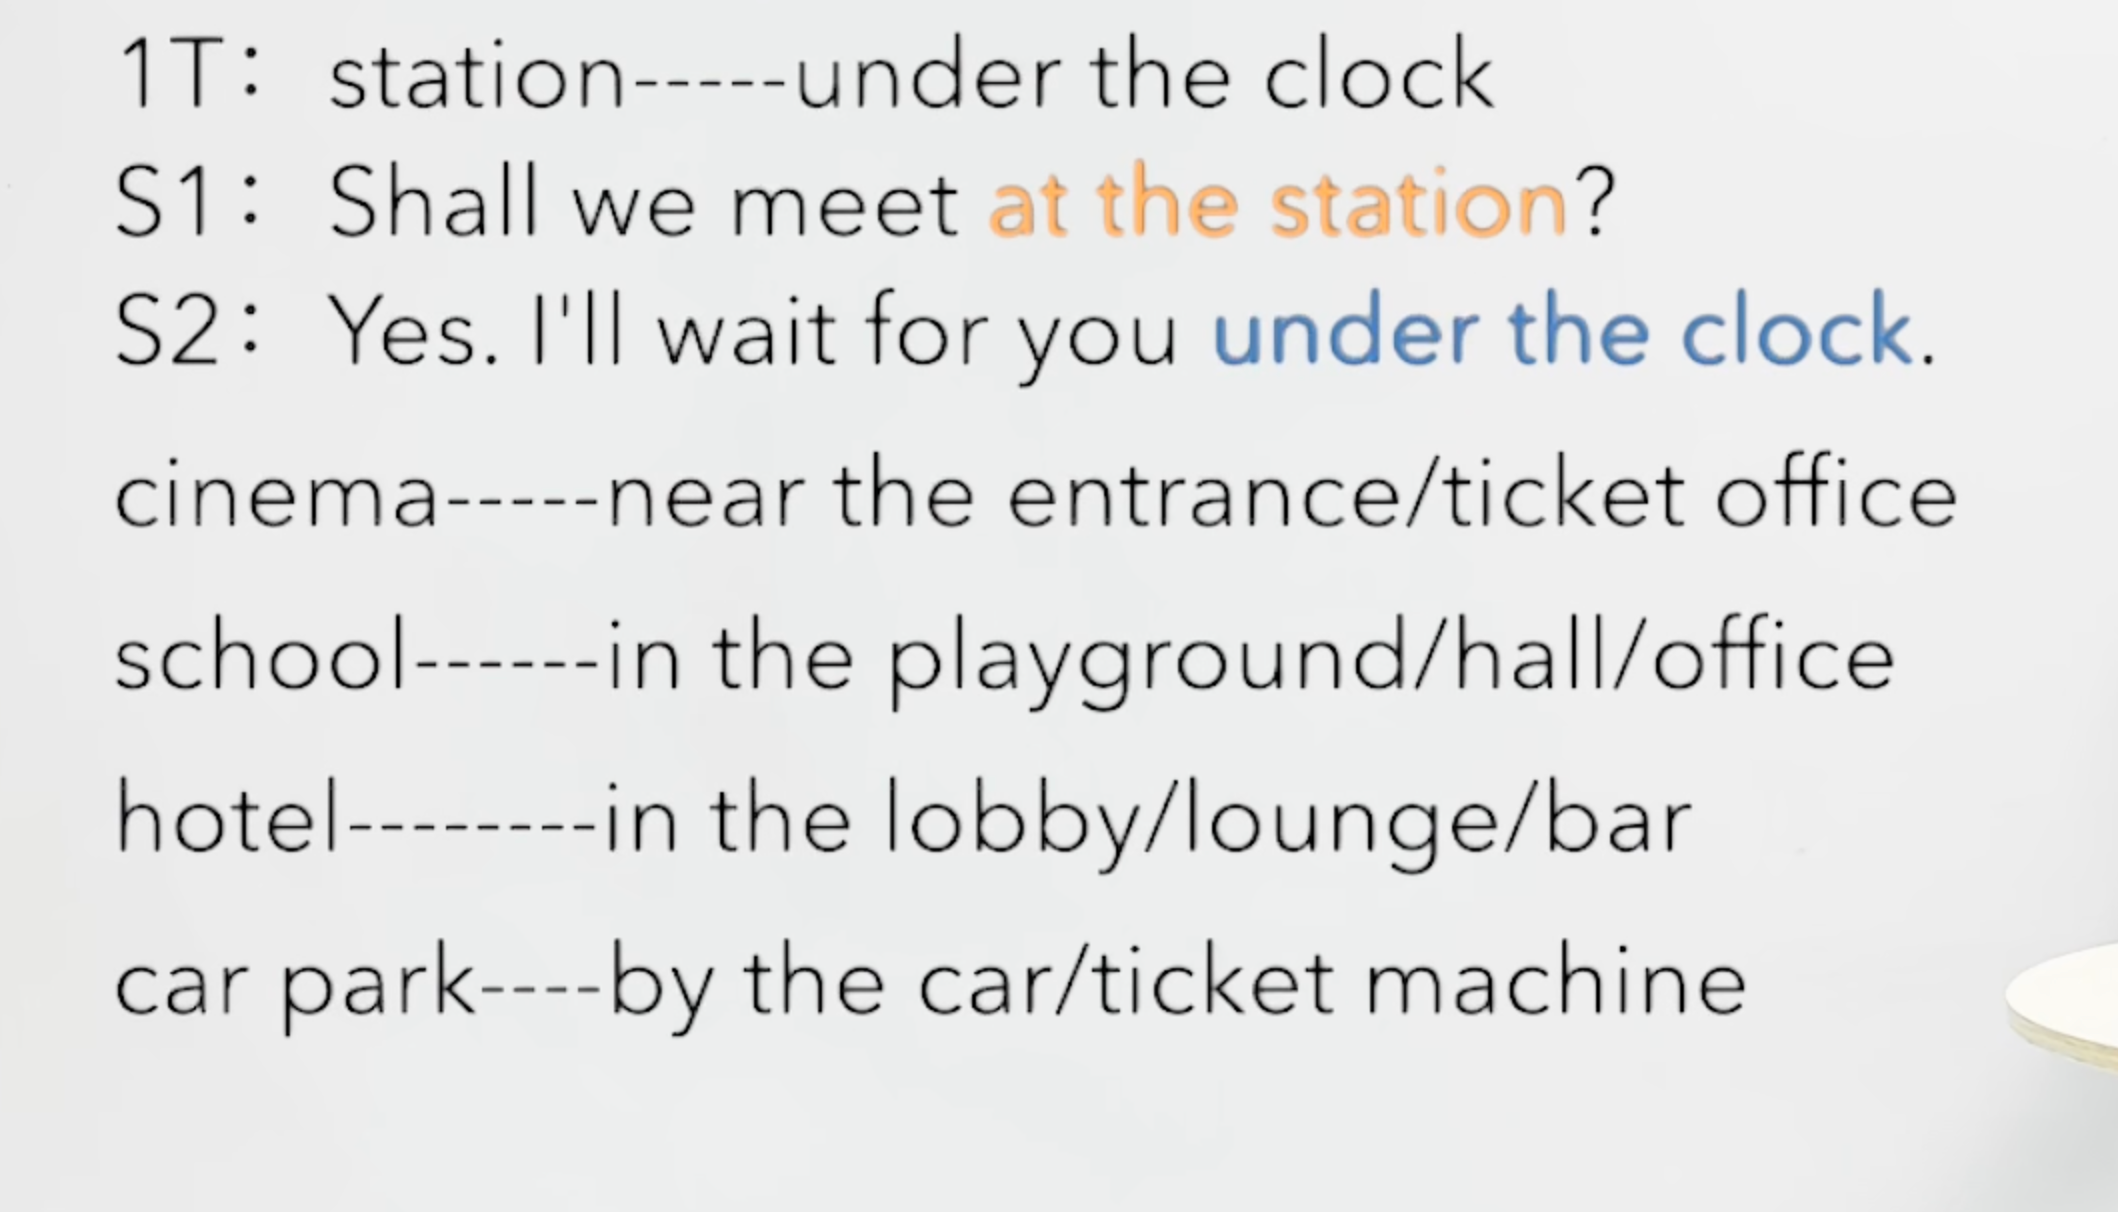 1T: station-----under the clock
S1: Shall we meet at the station?
S2: Yes. I'll wait for you under the clock.
cinema-----near the entrance/ticket office
school------in the playground/hall/office
hotel--------in the lobby/lounge/bar
car park----by the car/ticket machine